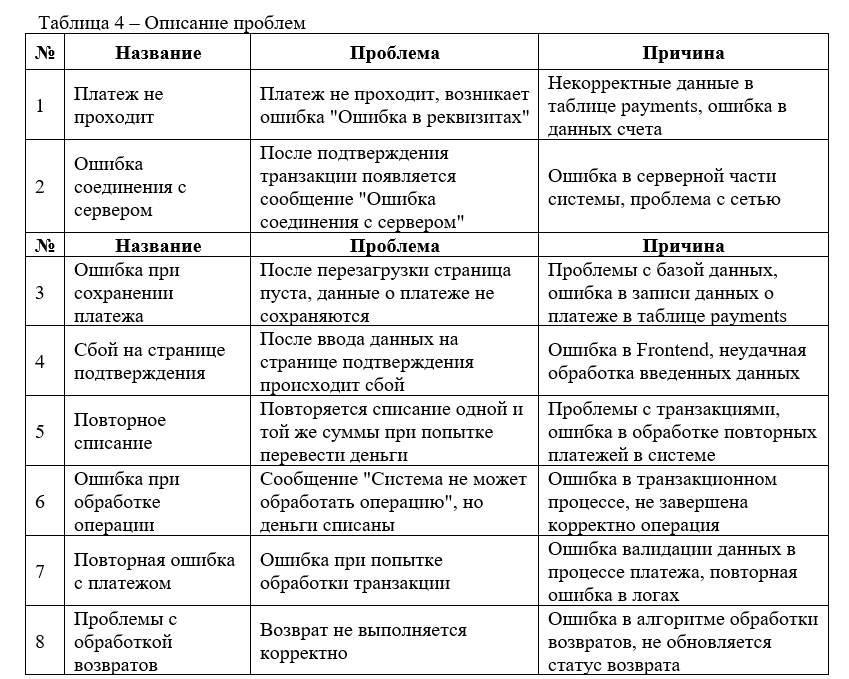 Таблица 4 – Описание проблем
№ Название Проблема Причина
1 Платеж не проходит Платеж не проходит, возникает ошибка "Ошибка в реквизитах" Некорректные данные в таблице payments, ошибка в данных счета
2 Ошибка соединения с сервером После подтверждения транзакции появляется сообщение "Ошибка соединения с сервером" Ошибка в серверной части системы, проблема с сетью
№ Название Проблема Причина
3 Ошибка при сохранении платежа После перезагрузки страница пуста, данные о платеже не сохраняются Проблемы с базой данных, ошибка в записи данных о платеже в таблице payments
4 Сбой на странице подтверждения После ввода данных на странице подтверждения происходит сбой Ошибка в Frontend, неудачная обработка введенных данных
5 Повторное списание Повторяется списание одной и той же суммы при попытке перевести деньги Проблемы с транзакциями, ошибка в обработке повторных платежей в системе
6 Ошибка при обработке операции Сообщение "Система не может обработать операцию", но деньги списаны Ошибка в транзакционном процессе, не завершена корректно операция
7 Повторная ошибка с платежом Ошибка при попытке обработки транзакции Ошибка валидации данных в процессе платежа, повторная ошибка в логах
8 Проблемы с обработкой возвратов Возврат не выполняется корректно Ошибка в алгоритме обработки возвратов, не обновляется статус возврата